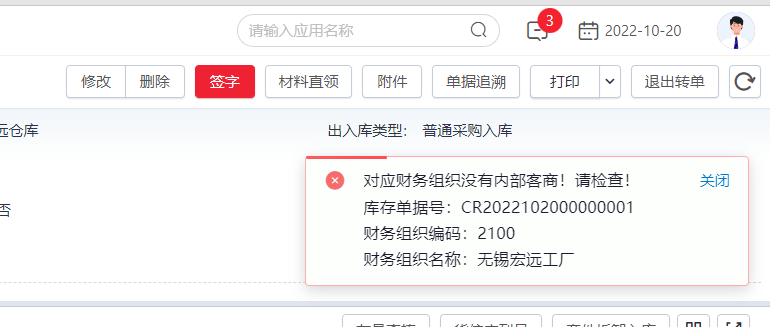 请输入应用名称
3
2022-10-20
修改 删除 签字 材料直领 附件 单据追溯 打印 退出转单
远仓库 出入库类型： 普通采购入库
对应财务组织没有内部客商！请检查！ 关闭
库存单据号：CR2022102000000001
否
财务组织编码：2100
财务组织名称：无锡宏远工厂